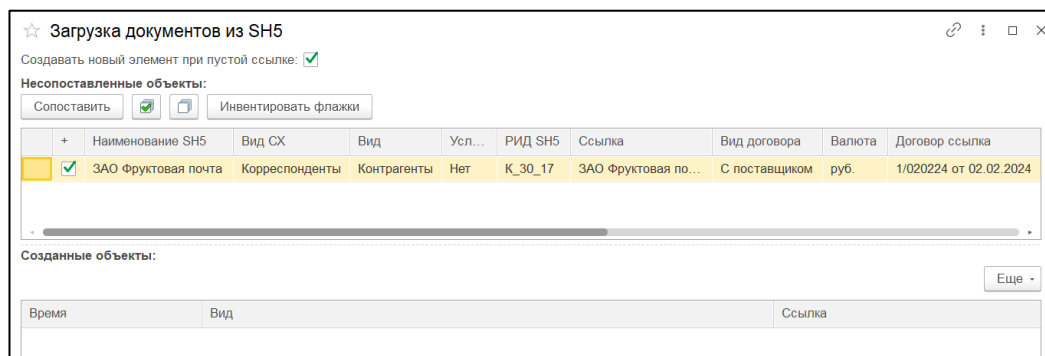 Загрузка документов из SH5
Создавать новый элемент при пустой ссылке:
Несопоставленные объекты:
Сопоставить Инвентировать флажки
+ Наименование SH5 Вид СХ Вид Усл... РИД SH5 Ссылка Вид договора Валюта Договор ссылка
ЗАО Фруктовая почта Корреспонденты Контрагенты Нет K_30_17 ЗАО Фруктовая по... С поставщиком руб. 1/020224 от 02.02.2024
Созданные объекты:
Еще
Время Вид Ссылка